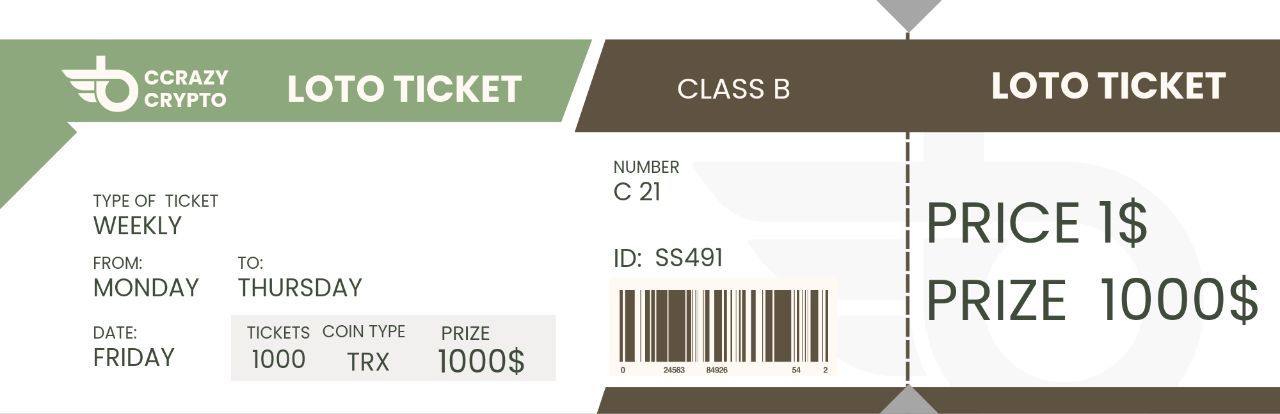 CCRAZY
CRYPTO
LOTO TICKET
TYPE OF TICKET
WEEKLY
FROM: TO:
MONDAY THURSDAY
DATE:
FRIDAY
TICKETS COIN TYPE PRIZE
1000 TRX 1000$
CLASS B
NUMBER
C 21
ID: SS491
0 24563 84926 54 2
LOTO TICKET
PRICE 1$
PRIZE 1000$